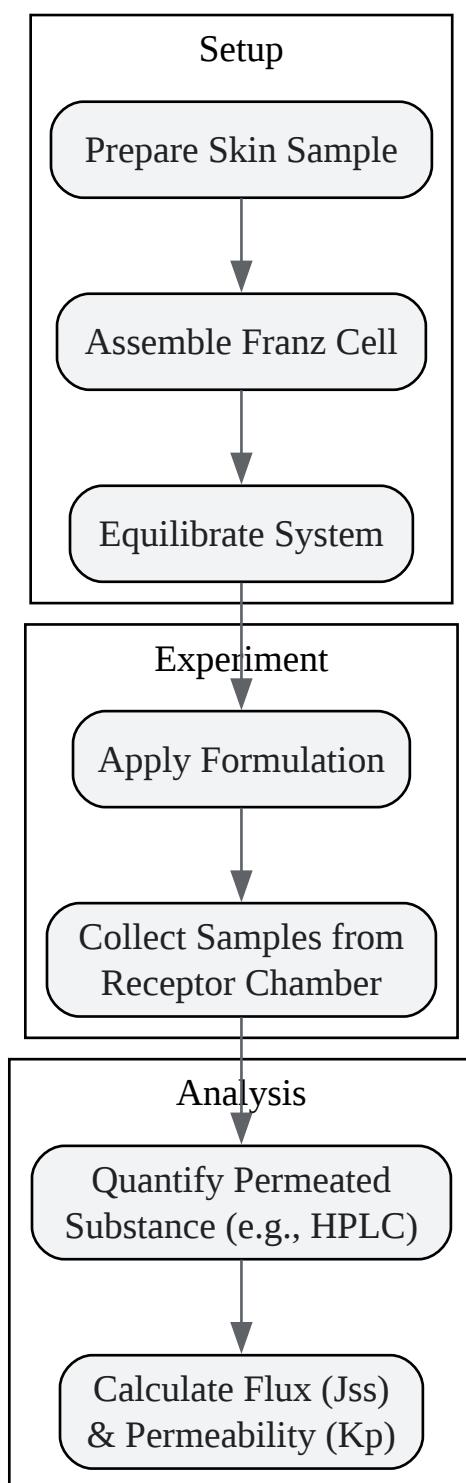 Setup
Prepare Skin Sample
Assemble Franz Cell
Equilibrate System
Experiment
Apply Formulation
Collect Samples from
Receptor Chamber
Analysis
Quantify Permeated
Substance (e.g., HPLC)
Calculate Flux (Jss)
& Permeability (Kp)